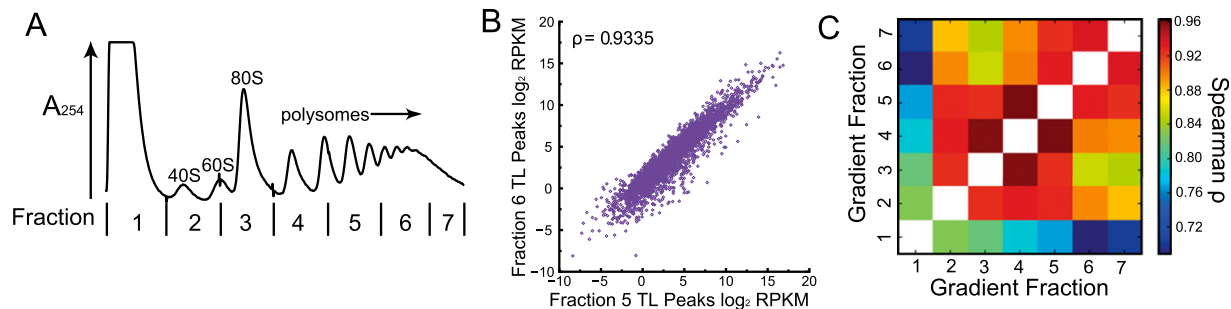 A
A254
40S
60S
80S
polysomes
Fraction
1
2
3
4
5
6
7
B
ρ = 0.9335
20
15
10
5
0
−5
−10
Fraction 6 TL Peaks log₂ RPKM
−10
−5
0
5
10
15
20
Fraction 5 TL Peaks log₂ RPKM
C
7
6
5
4
3
2
1
Gradient Fraction
1
2
3
4
5
6
7
Gradient Fraction
0.96
0.92
0.88
0.84
0.80
0.76
0.72
Spearman ρ